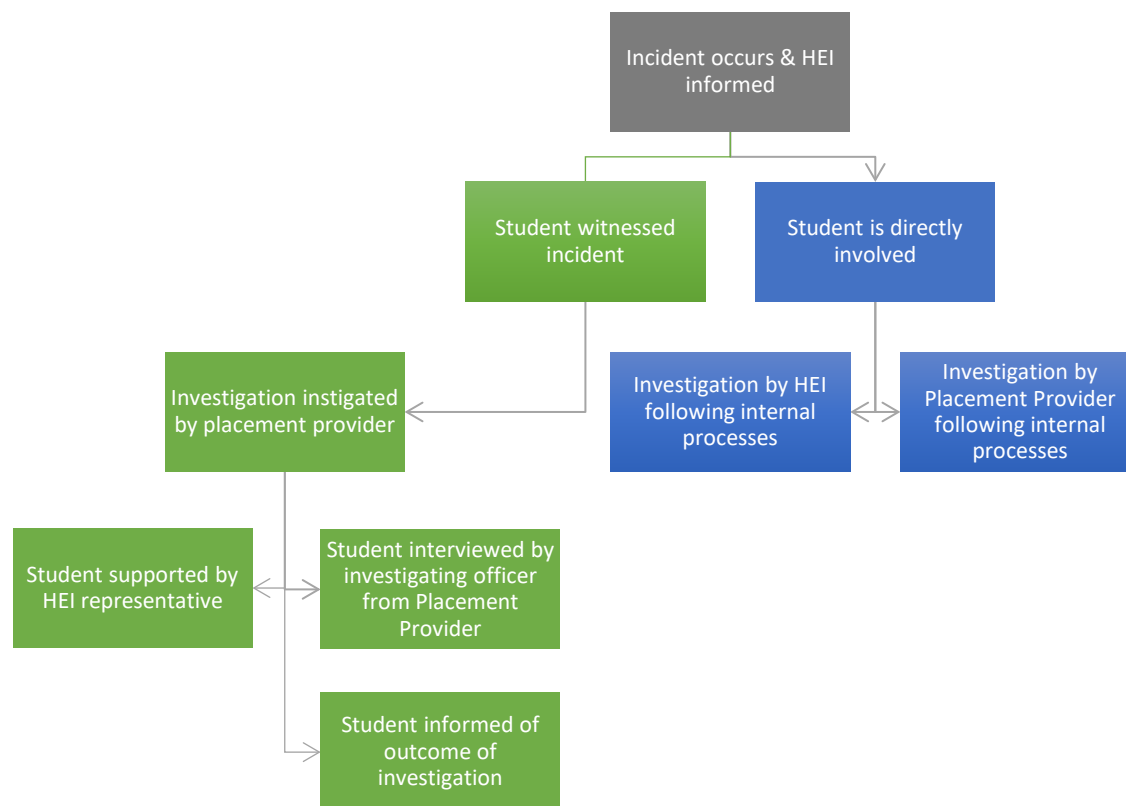 Incident occurs & HEI
informed
Student witnessed
incident
Student is directly
involved
Investigation instigated
by placement provider
Investigation by HEI
following internal
processes
Investigation by
Placement Provider
following internal
processes
Student supported by
HEI representative
Student interviewed by
investigating officer
from Placement
Provider
Student informed of
outcome of
investigation